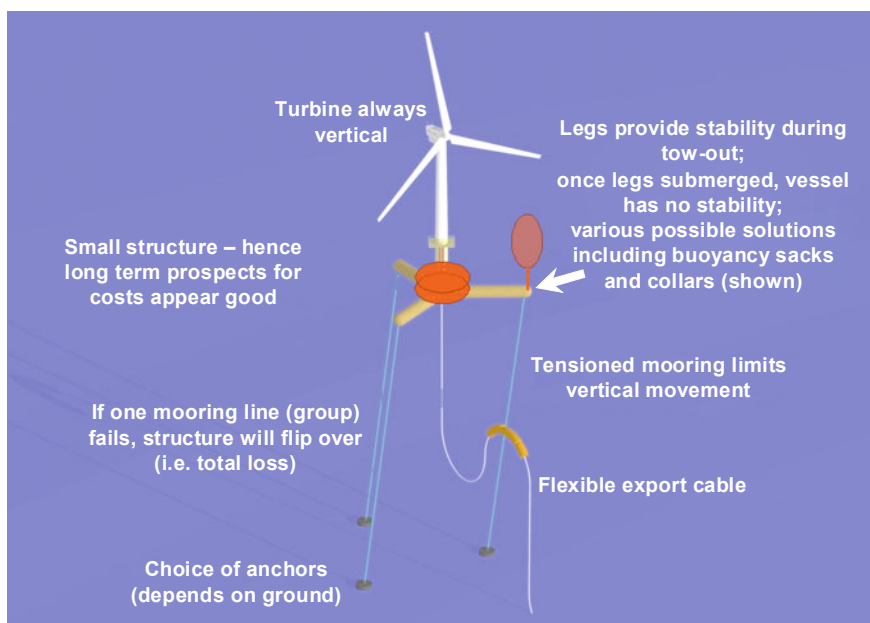 Turbine always
vertical
Legs provide stability during
tow-out;
once legs submerged, vessel
has no stability;
various possible solutions
including buoyancy sacks
and collars (shown)
Small structure – hence
long term prospects for
costs appear good
Tensioned mooring limits
vertical movement
If one mooring line (group)
fails, structure will flip over
(i.e. total loss)
Flexible export cable
Choice of anchors
(depends on ground)